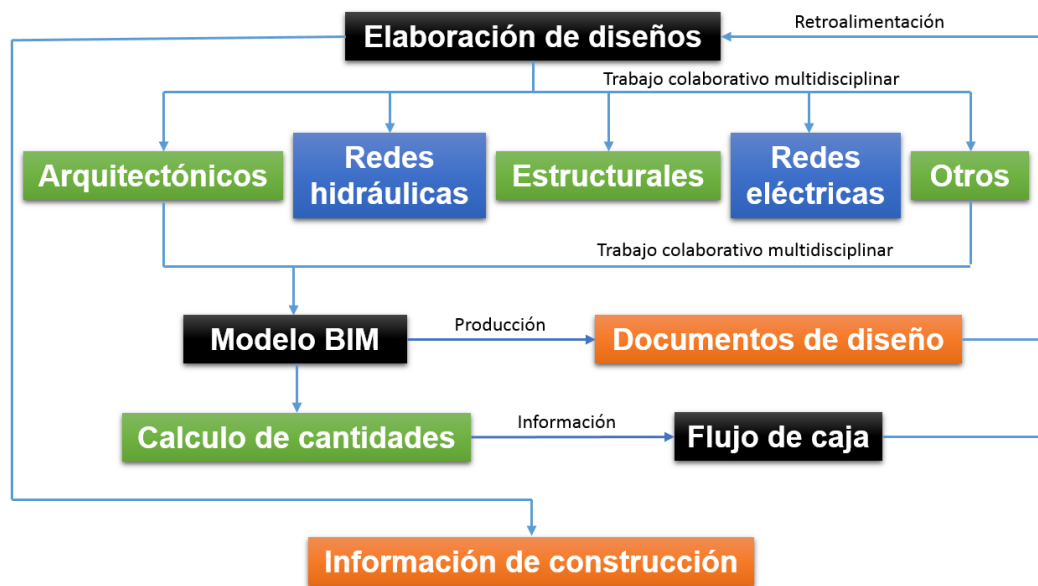 Retroalimentación
Elaboración de diseños
Trabajo colaborativo multidisciplinar
Arquitectónicos
Redes
hidráulicas
Estructurales
Redes
eléctricas
Otros
Trabajo colaborativo multidisciplinar
Modelo BIM
Producción
Documentos de diseño
Calculo de cantidades
Información
Flujo de caja
Información de construcción